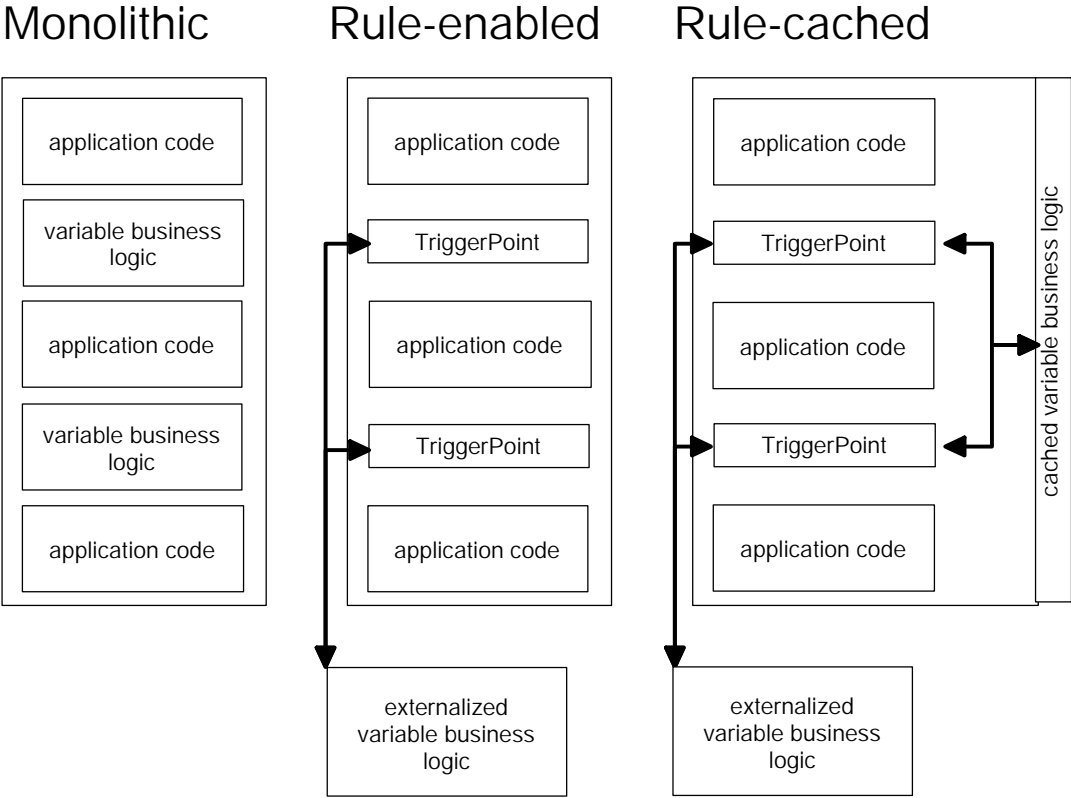 Monolithic
Rule-enabled
Rule-cached
application code
variable business
logic
application code
variable business
logic
application code
application code
TriggerPoint
application code
TriggerPoint
application code
externalized
variable business
logic
application code
TriggerPoint
application code
TriggerPoint
application code
cached variable business logic
externalized
variable business
logic